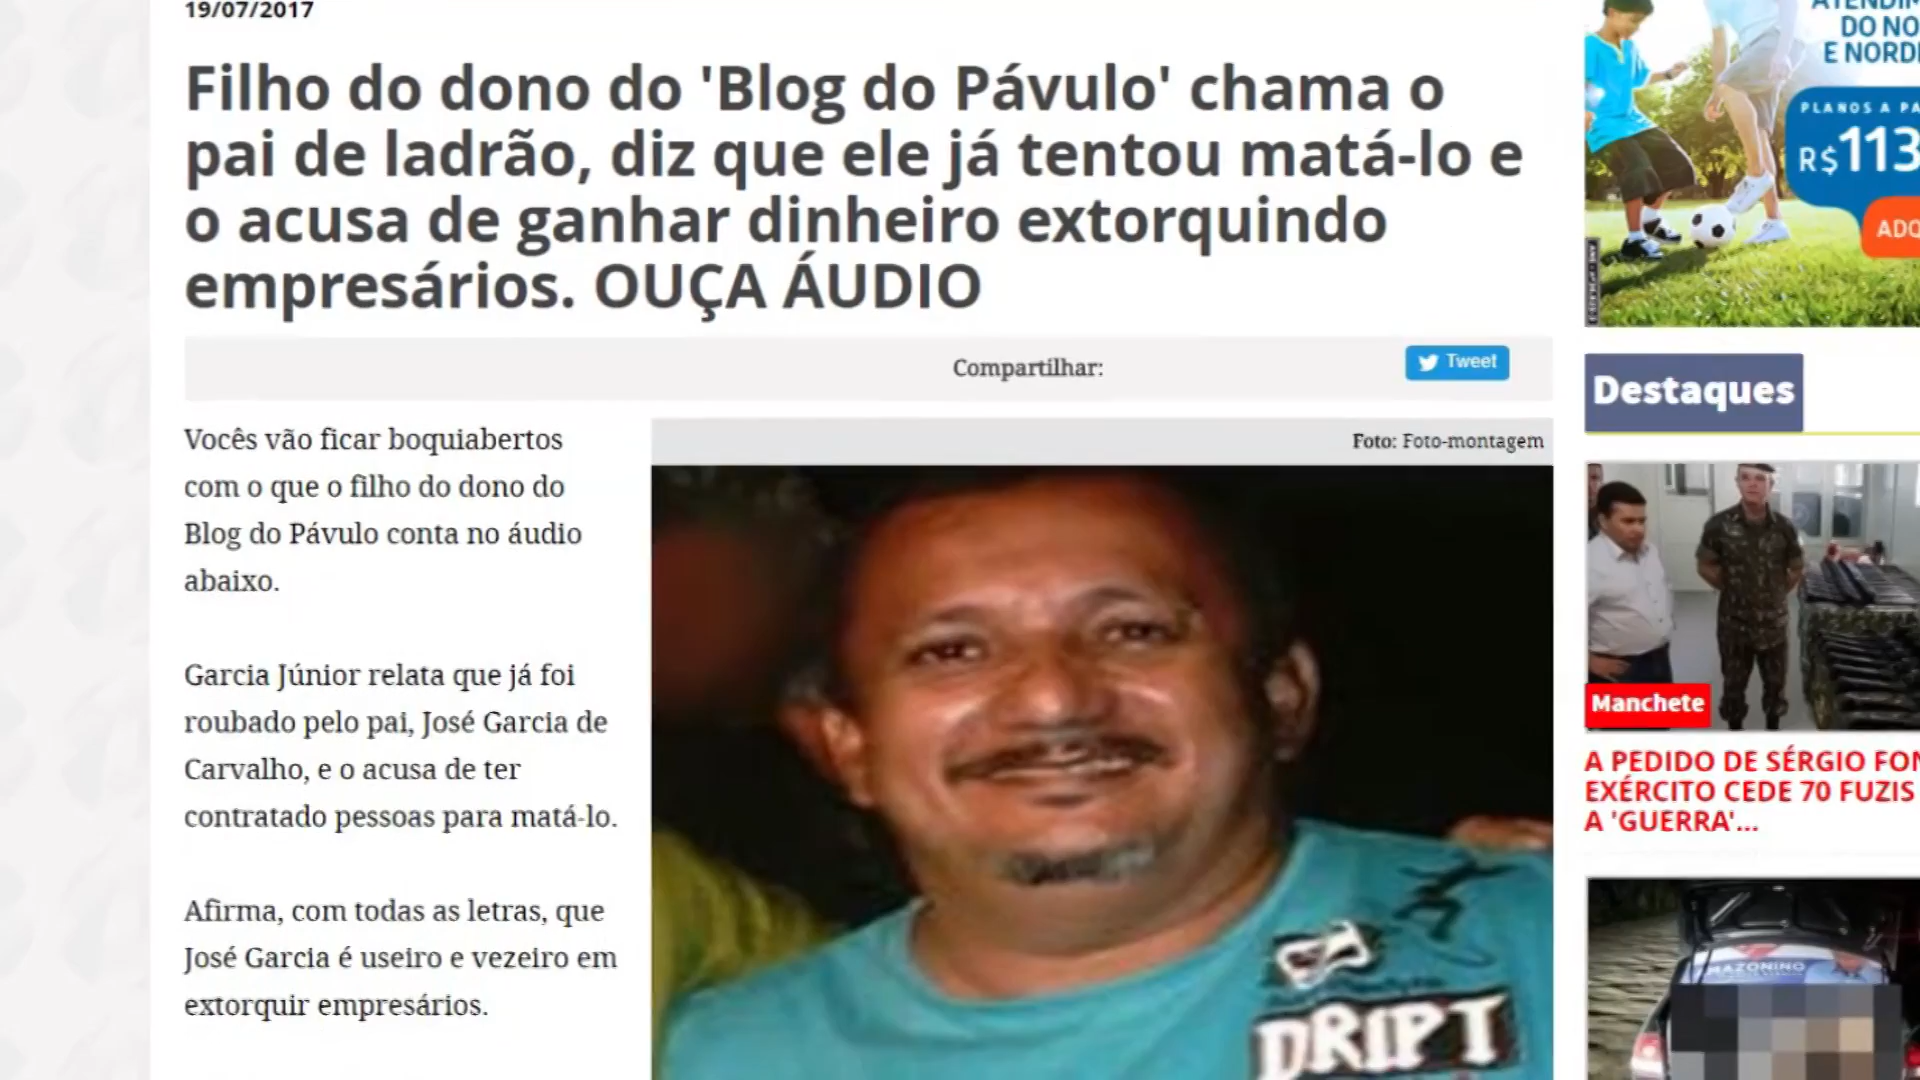 19/07/2017
Filho do dono do 'Blog do Pávulo' chama o
pai de ladrão, diz que ele já tentou matá-lo e
o acusa de ganhar dinheiro extorquindo
empresários. OUÇA ÁUDIO
Compartilhar:
Tweet
Vocês vão ficar boquiabertos
com o que o filho do dono do
Blog do Pávulo conta no áudio
abaixo.
Garcia Júnior relata que já foi
roubado pelo pai, José Garcia de
Carvalho, e o acusa de ter
contratado pessoas para matá-lo.
Afirma, com todas as letras, que
José Garcia é useiro e vezeiro em
extorquir empresários.
Foto: Foto-montagem
DRIPT
DO NO
E NORD
PLANOS A PA
R$113
ADQ
Destaques
Manchete
A PEDIDO DE SÉRGIO FON
EXÉRCITO CEDE 70 FUZIS
A 'GUERRA'...
MAZONINO